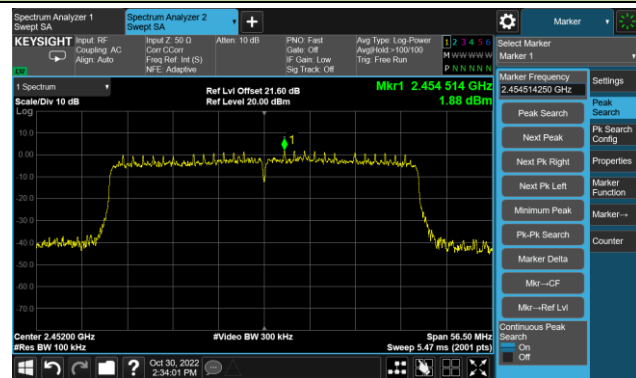 Spectrum Analyzer 1
Swept SA
Spectrum Analyzer 2
Swept SA
+
Marker
KEYSIGHT
Input: RF
Coupling: AC
Align: Auto
Input Z: 50 Ω
Corr CCorr
Freq Ref: Int (S)
NFE: Adaptive
Atten: 10 dB
PNO: Fast
Gate: Off
IF Gain: Low
Sig Track: Off
Avg Type: Log-Power
Avg|Hold:>100/100
Trig: Free Run
1 2 3 4 5 6
M W W W W W
P N N N N N
Select Marker
Marker 1
1 Spectrum
Scale/Div 10 dB
Log
Ref Lvl Offset 21.60 dB
Ref Level 20.00 dBm
Mkr1 2.454 514 GHz
1.88 dBm
10.0
0.00
-10.0
-20.0
-30.0
-40.0
-50.0
-60.0
-70.0
1
Center 2.45200 GHz
#Res BW 100 kHz
#Video BW 300 kHz
Span 56.50 MHz
Sweep 5.47 ms (2001 pts)
Marker Frequency
2.454514250 GHz
Peak Search
Next Peak
Next Pk Right
Next Pk Left
Minimum Peak
Pk-Pk Search
Marker Delta
Mkr→CF
Mkr→Ref Lvl
Continuous Peak
Search
On
Off
Settings
Peak
Search
Pk Search
Config
Properties
Marker
Function
Marker→
Counter
?
Oct 30, 2022
2:34:01 PM